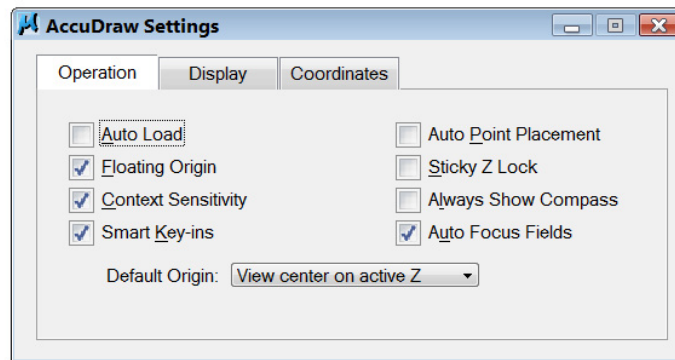 AccuDraw Settings
Operation Display Coordinates
Auto Load Auto Point Placement
Floating Origin Sticky Z Lock
Context Sensitivity Always Show Compass
Smart Key-ins Auto Focus Fields
Default Origin: View center on active Z